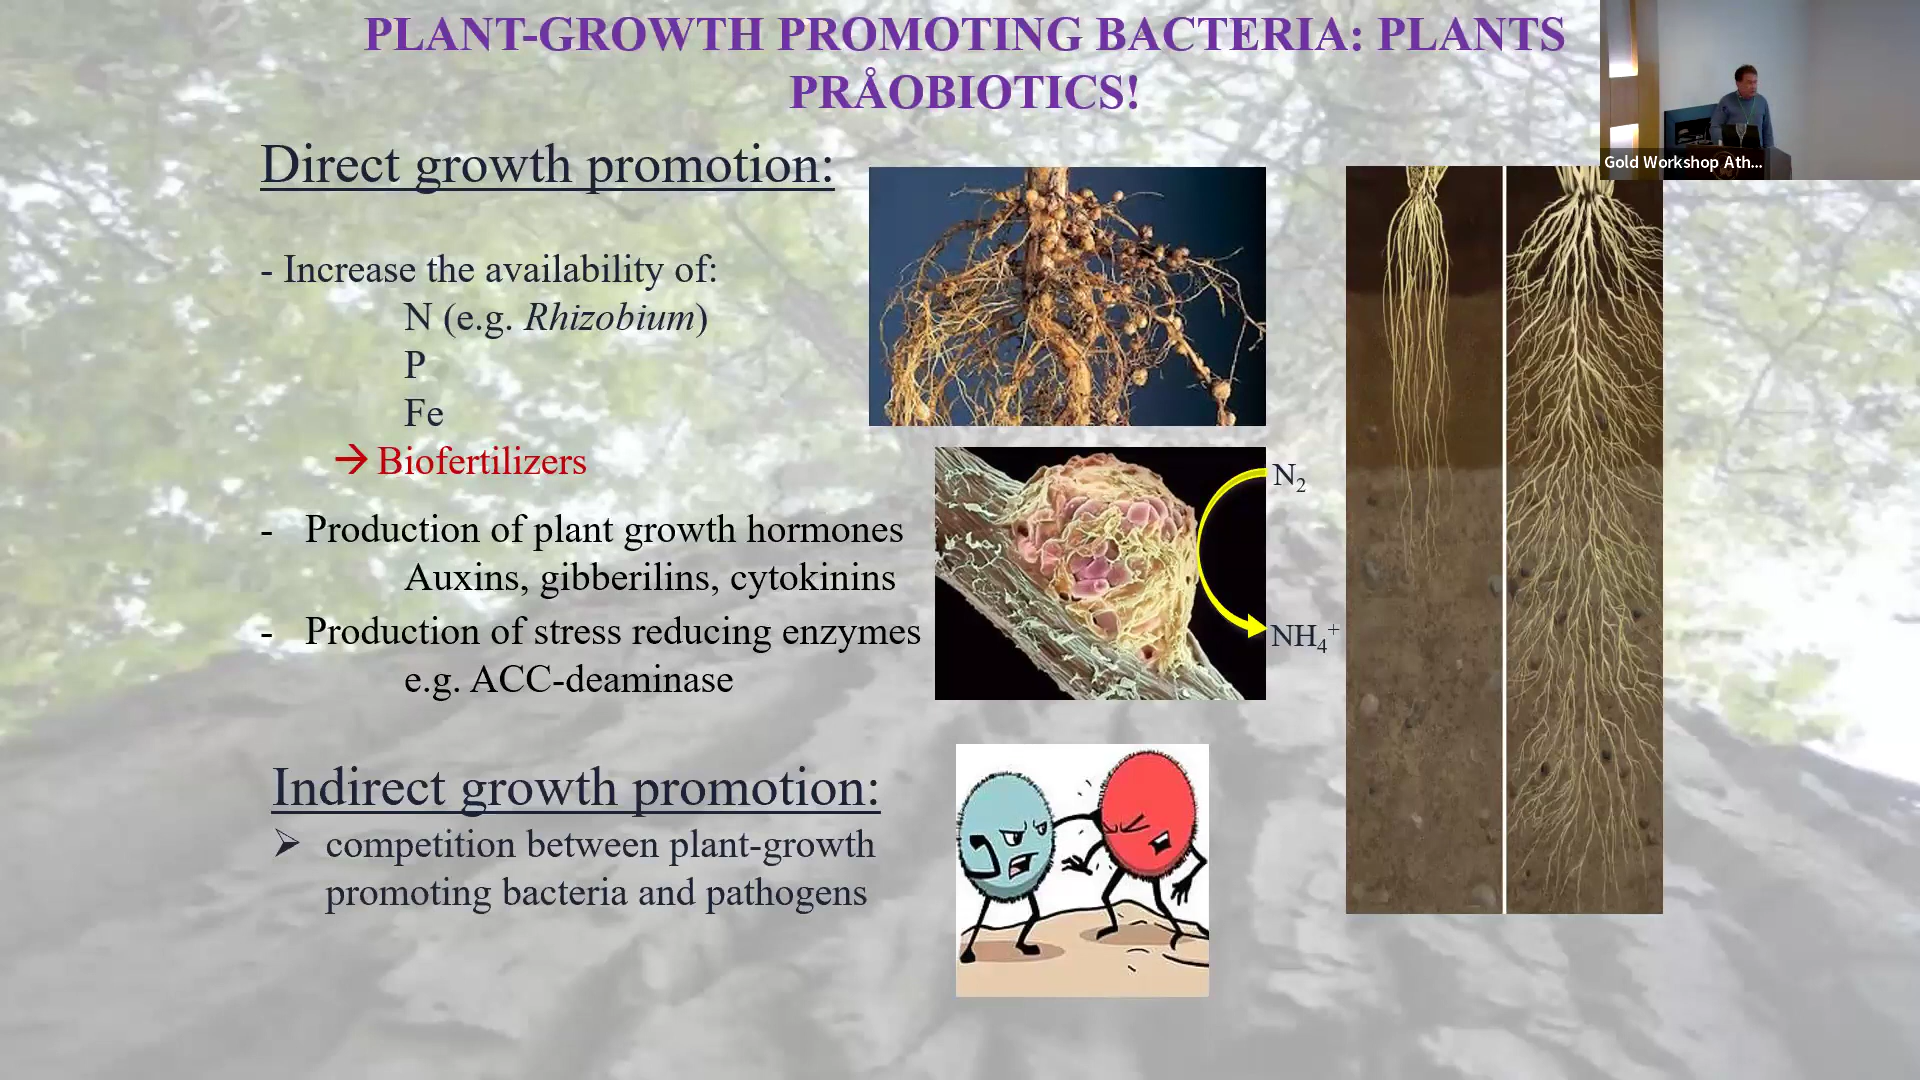 PLANT-GROWTH PROMOTING BACTERIA: PLANTS
PRÅOBIOTICS!
Gold Workshop Ath...
Direct growth promotion:
- Increase the availability of:
N (e.g. Rhizobium)
P
Fe
→ Biofertilizers
- Production of plant growth hormones
Auxins, gibberilins, cytokinins
- Production of stress reducing enzymes
e.g. ACC-deaminase
N₂
NH₄⁺
Indirect growth promotion:
➢ competition between plant-growth
promoting bacteria and pathogens